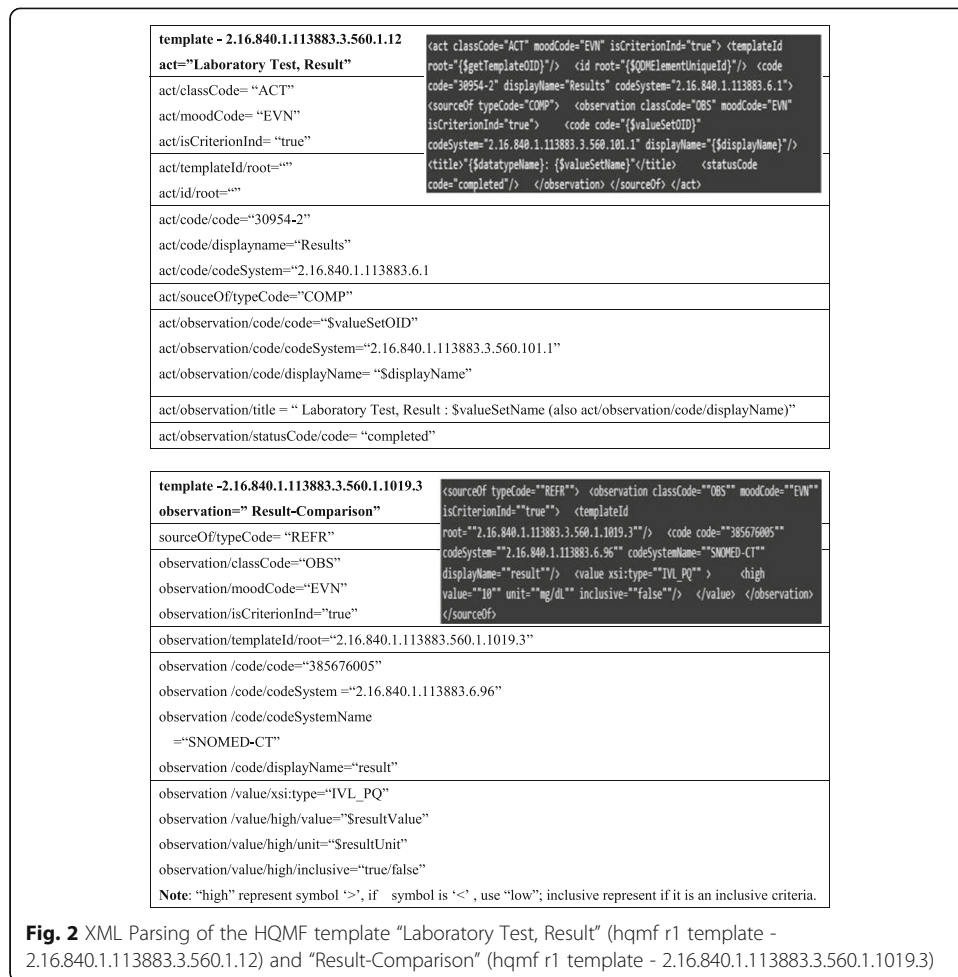 template - 2.16.840.1.113883.3.560.1.12
act=”Laboratory Test, Result”
<act classCode="ACT" moodCode="EVN" isCriterionInd="true"> <templateId
root="{$getTemplateOID}"/> <id root="{$QDMElementUniqueId}"/> <code
code="30954-2" displayName="Results" codeSystem="2.16.840.1.113883.6.1">
<sourceOf typeCode="COMP"> <observation classCode="OBS" moodCode="EVN"
isCriterionInd="true"> <code code="{$valueSetOID}"
codeSystem="2.16.840.1.113883.3.560.101.1" displayName="{$displayName}"/>
<title>"{$datatypeName}: {$valueSetName}"</title> <statusCode
code="completed"/> </observation> </sourceOf> </act>
act/classCode= “ACT”
act/moodCode= “EVN”
act/isCriterionInd= “true”
act/templateId/root=“”
act/id/root=“”
act/code/code=“30954-2”
act/code/displayname=“Results”
act/code/codeSystem=“2.16.840.1.113883.6.1
act/souceOf/typeCode=”COMP”
act/observation/code/code=“$valueSetOID”
act/observation/code/codeSystem=“2.16.840.1.113883.3.560.101.1”
act/observation/code/displayName= “$displayName”
act/observation/title = “ Laboratory Test, Result : $valueSetName (also act/observation/code/displayName)”
act/observation/statusCode/code= “completed”
template -2.16.840.1.113883.3.560.1.1019.3
observation=” Result-Comparison”
<sourceOf typeCode=""REFR""> <observation classCode=""OBS"" moodCode=""EVN""
isCriterionInd=""true""> <templateId
root=""2.16.840.1.113883.3.560.1.1019.3""/> <code code=""385676005""
codeSystem=""2.16.840.1.113883.6.96"" codeSystemName=""SNOMED-CT""
displayName=""result""/> <value xsi:type=""IVL_PQ"" > <high
value=""10"" unit=""mg/dL"" inclusive=""false""/> </value> </observation>
</sourceOf>
sourceOf/typeCode= “REFR”
observation/classCode=“OBS”
observation/moodCode=“EVN”
observation/isCriterionInd=”true”
observation/templateId/root=“2.16.840.1.113883.560.1.1019.3”
observation /code/code=“385676005”
observation /code/codeSystem =“2.16.840.1.113883.6.96”
observation /code/codeSystemName
=“SNOMED-CT”
observation /code/displayName=“result”
observation /value/xsi:type=“IVL_PQ”
observation /value/high/value=”$resultValue”
observation/value/high/unit=“$resultUnit”
observation/value/high/inclusive=“true/false”
Note: “high” represent symbol ‘>’, if symbol is ‘<’ , use “low”; inclusive represent if it is an inclusive criteria.
Fig. 2 XML Parsing of the HQMF template “Laboratory Test, Result” (hqmf r1 template -
2.16.840.1.113883.3.560.1.12) and “Result-Comparison” (hqmf r1 template - 2.16.840.1.113883.3.560.1.1019.3)